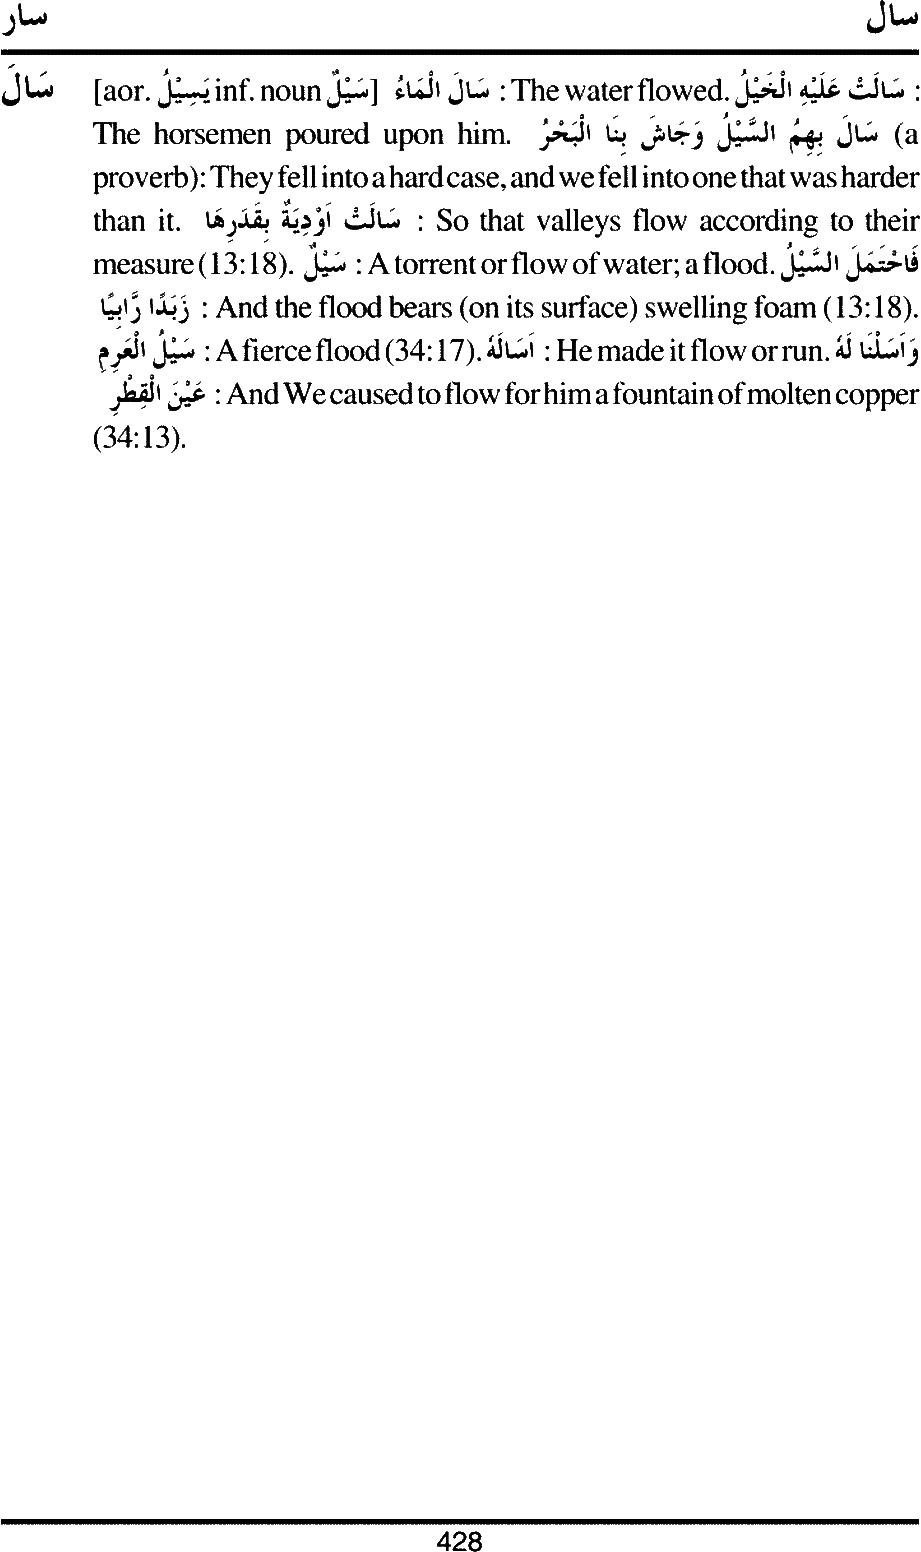 سار سال
سَالَ [aor. يَسِيْلُ inf. noun سَيْلٌ] سَالَ الْمَاءُ : The water flowed. سَالَتْ عَلَيْهِ الْخَيْلُ :
The horsemen poured upon him. سَالَ بِهِمُ السَّيْلُ وَجَاشَ بِنَا الْبَحْرُ (a
proverb): They fell into a hard case, and we fell into one that was harder
than it. سَالَتْ اَوْدِيَةٌ بِقَدَرِهَا : So that valleys flow according to their
measure (13:18). سَيْلٌ : A torrent or flow of water; a flood. فَاحْتَمَلَ السَّيْلُ
زَبَدًا رَّابِيًا : And the flood bears (on its surface) swelling foam (13:18).
سَيْلُ الْعَرِمِ : A fierce flood (34:17). اَسَالَهُ : He made it flow or run. وَاَسَلْنَا لَهُ
عَيْنَ الْقِطْرِ : And We caused to flow for him a fountain of molten copper
(34:13).
428